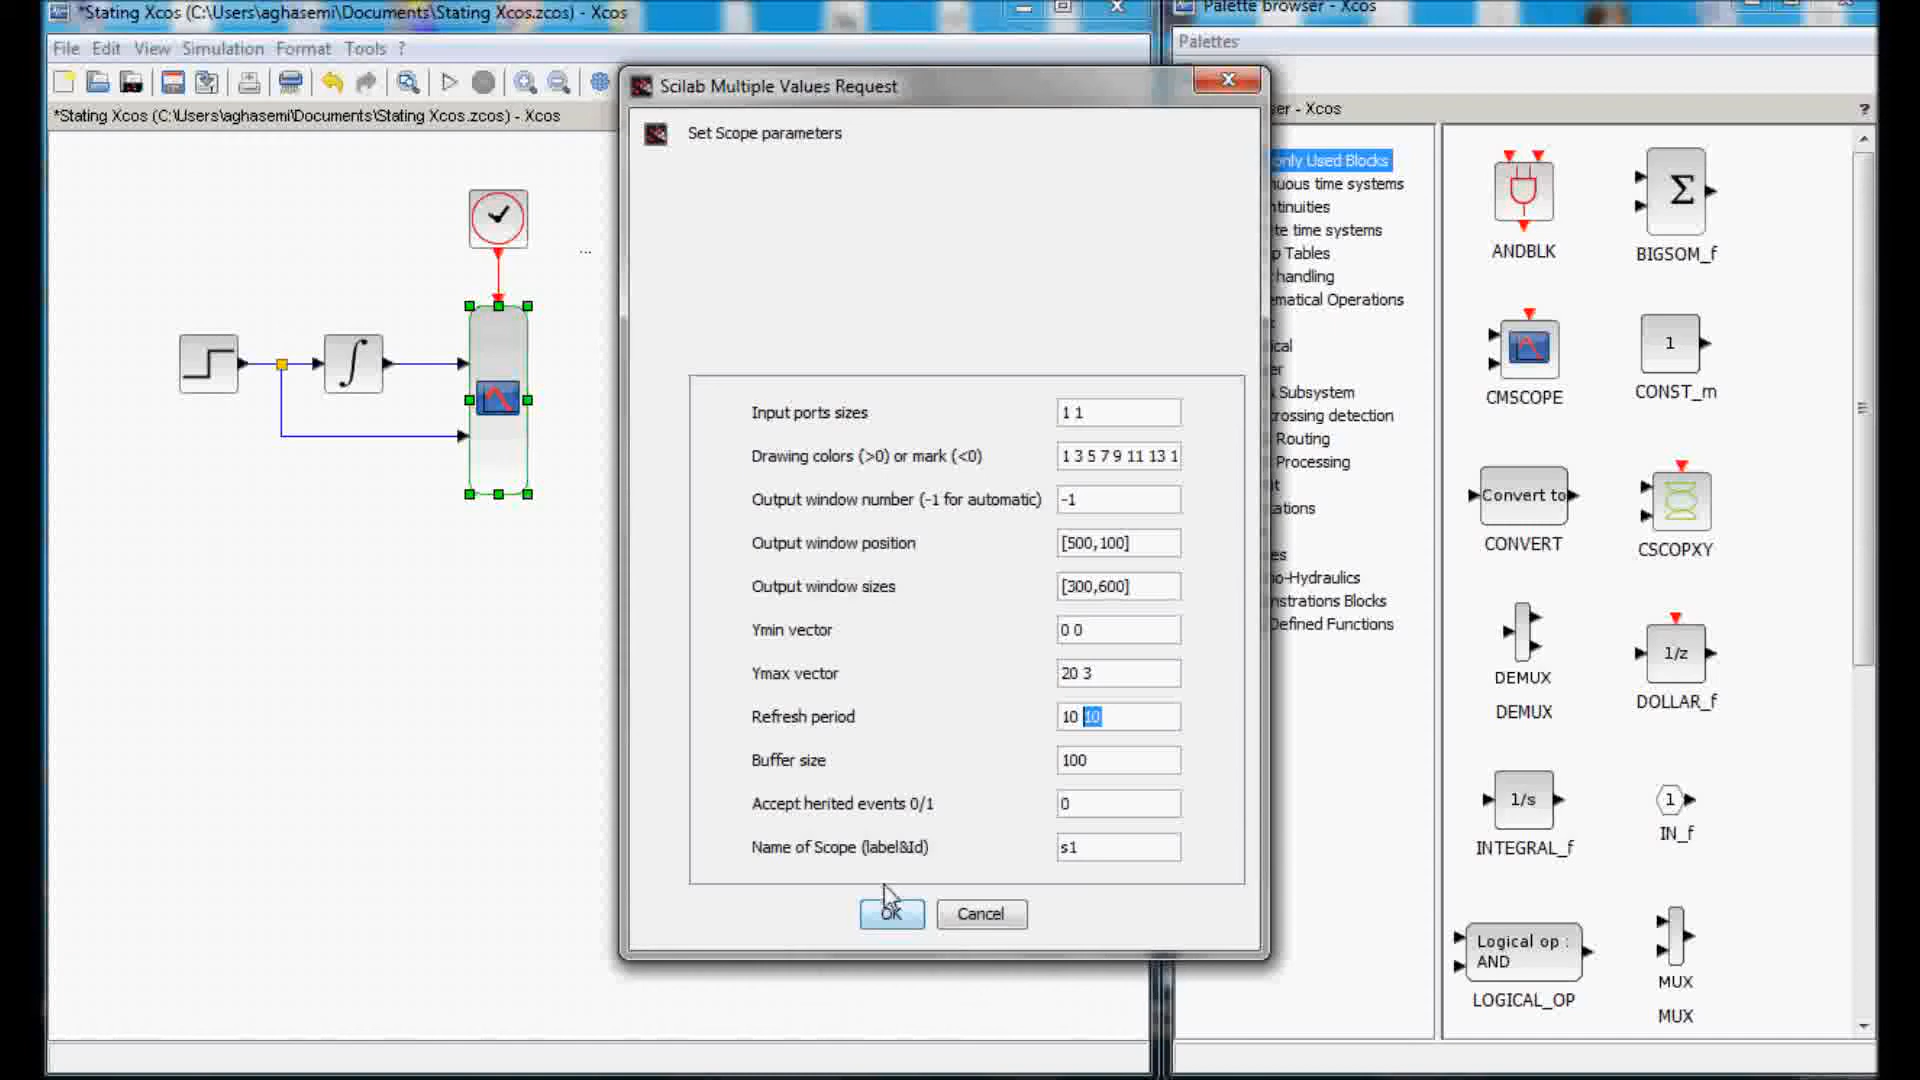 *Stating Xcos (C:\Users\aghasemi\Documents\Stating Xcos.zcos) - Xcos
File Edit View Simulation Format Tools ?
*Stating Xcos (C:\Users\aghasemi\Documents\Stating Xcos.zcos) - Xcos
...
Scilab Multiple Values Request
Set Scope parameters
Input ports sizes 1 1
Drawing colors (>0) or mark (<0) 1 3 5 7 9 11 13 1
Output window number (-1 for automatic) -1
Output window position [500,100]
Output window sizes [300,600]
Ymin vector 0 0
Ymax vector 20 3
Refresh period 10 10
Buffer size 100
Accept herited events 0/1 0
Name of Scope (label&Id) s1
OK Cancel
Palette browser - Xcos
Palettes
ser - Xcos ?
only Used Blocks
nuous time systems
ntinuities
te time systems
p Tables
handling
ematical Operations
t
ical
er
Subsystem
crossing detection
Routing
Processing
t
ations
es
o-Hydraulics
nstrations Blocks
Defined Functions
ANDBLK
Σ
BIGSOM_f
CMSCOPE
1
CONST_m
Convert to
CONVERT
CSCOPXY
DEMUX
DEMUX
1/z
DOLLAR_f
1/s
INTEGRAL_f
1
IN_f
Logical op :
AND
LOGICAL_OP
MUX
MUX